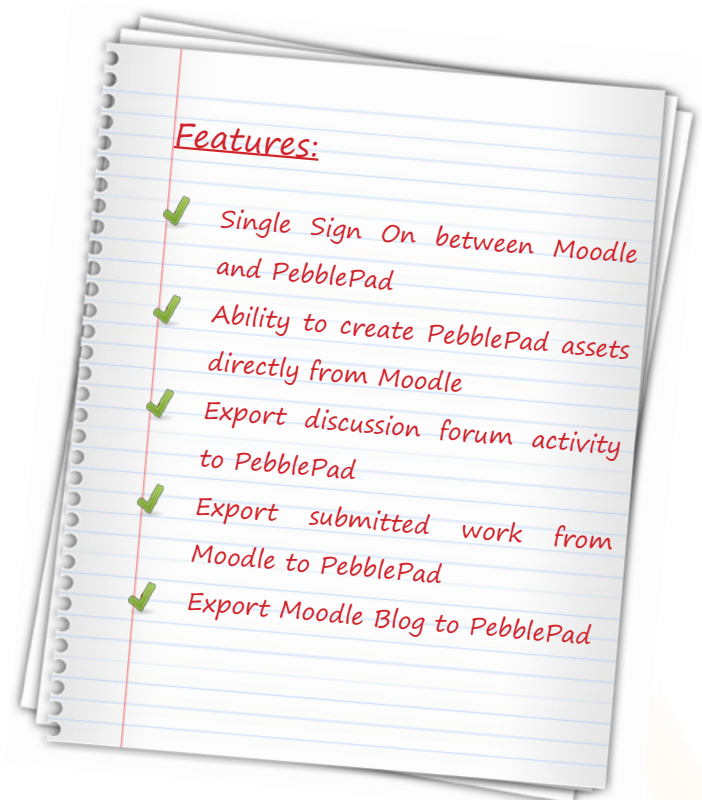 Features:
Single Sign On between Moodle
and PebblePad
Ability to create PebblePad assets
directly from Moodle
Export discussion forum activity
to PebblePad
Export submitted work from
Moodle to PebblePad
Export Moodle Blog to PebblePad